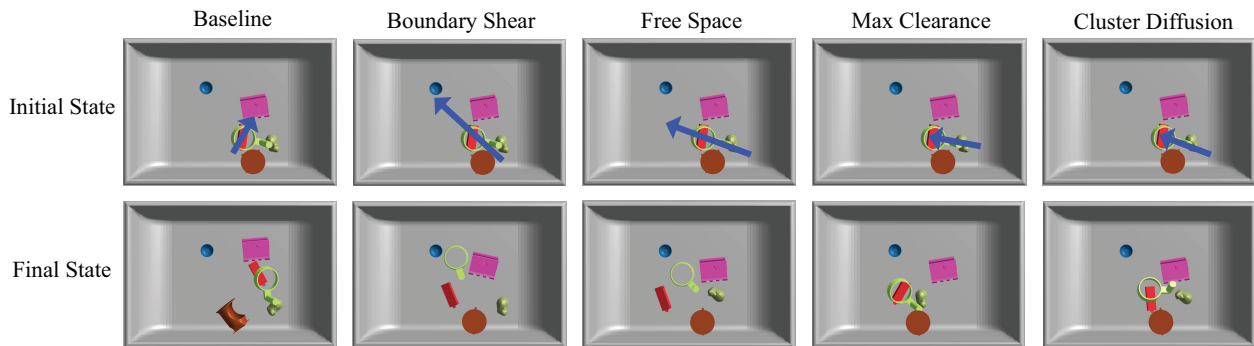 Baseline
Boundary Shear
Free Space
Max Clearance
Cluster Diffusion
Initial State
Final State